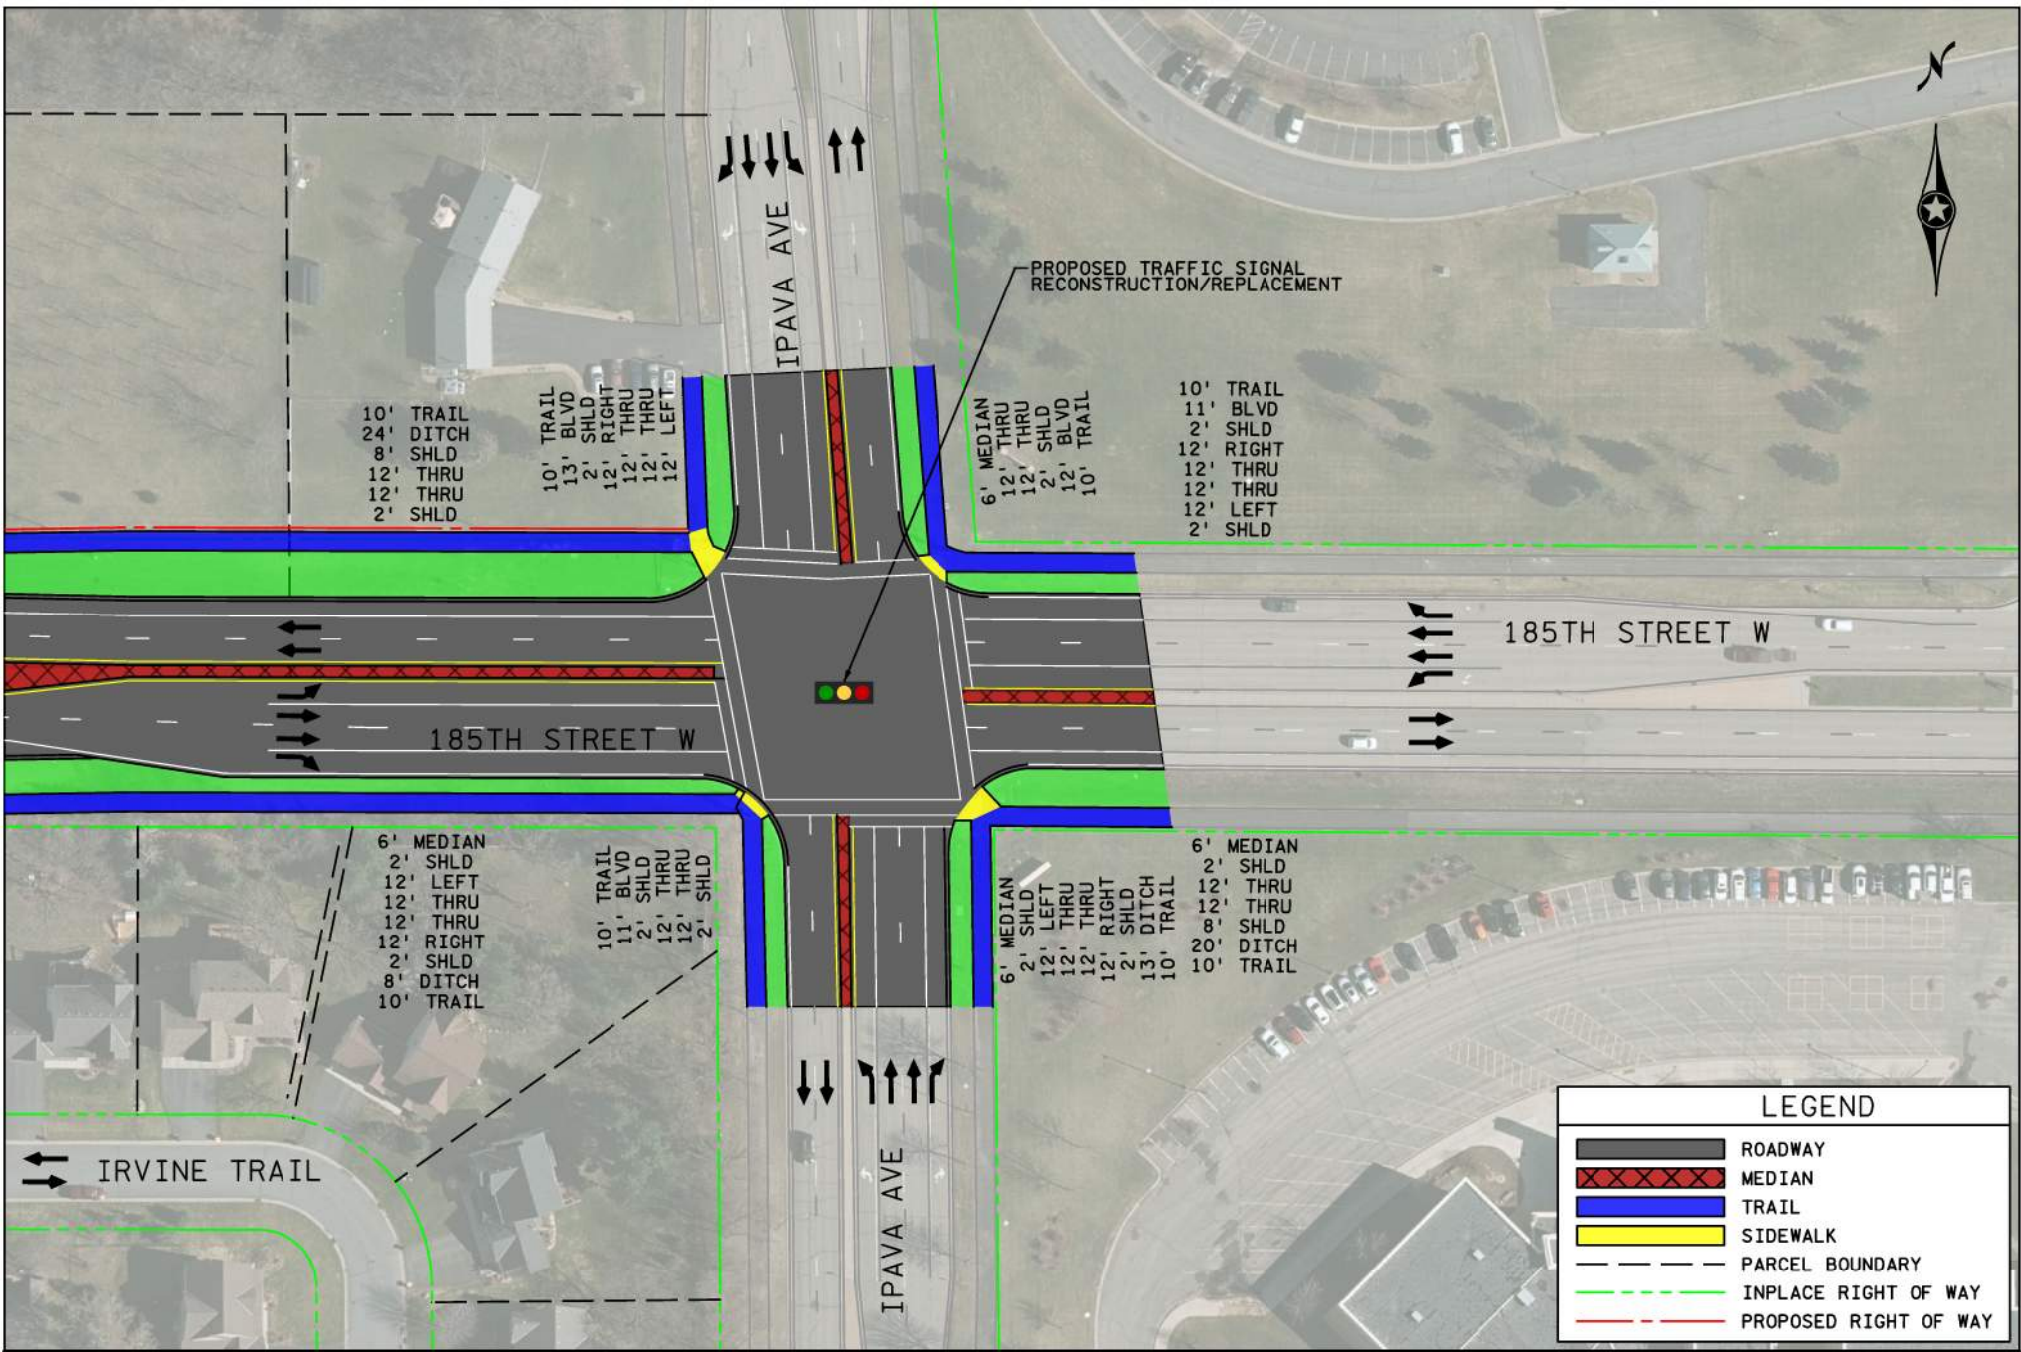 N
IPAVA AVE
PROPOSED TRAFFIC SIGNAL
RECONSTRUCTION/REPLACEMENT
10' TRAIL
24' DITCH
8' SHLD
12' THRU
12' THRU
2' SHLD
10' TRAIL
13' BLVD
2' SHLD
12' RIGHT
12' THRU
12' THRU
12' LEFT
6' MEDIAN
12' THRU
12' THRU
2' SHLD
12' BLVD
10' TRAIL
10' TRAIL
11' BLVD
2' SHLD
12' RIGHT
12' THRU
12' THRU
12' LEFT
2' SHLD
185TH STREET W
185TH STREET W
6' MEDIAN
2' SHLD
12' LEFT
12' THRU
12' THRU
12' RIGHT
2' SHLD
8' DITCH
10' TRAIL
10' TRAIL
11' BLVD
2' SHLD
12' THRU
12' THRU
2' SHLD
6' MEDIAN
2' SHLD
12' LEFT
12' THRU
12' THRU
12' RIGHT
2' SHLD
13' DITCH
10' TRAIL
6' MEDIAN
2' SHLD
12' THRU
12' THRU
8' SHLD
20' DITCH
10' TRAIL
IRVINE TRAIL
IPAVA AVE
LEGEND
ROADWAY
MEDIAN
TRAIL
SIDEWALK
PARCEL BOUNDARY
INPLACE RIGHT OF WAY
PROPOSED RIGHT OF WAY